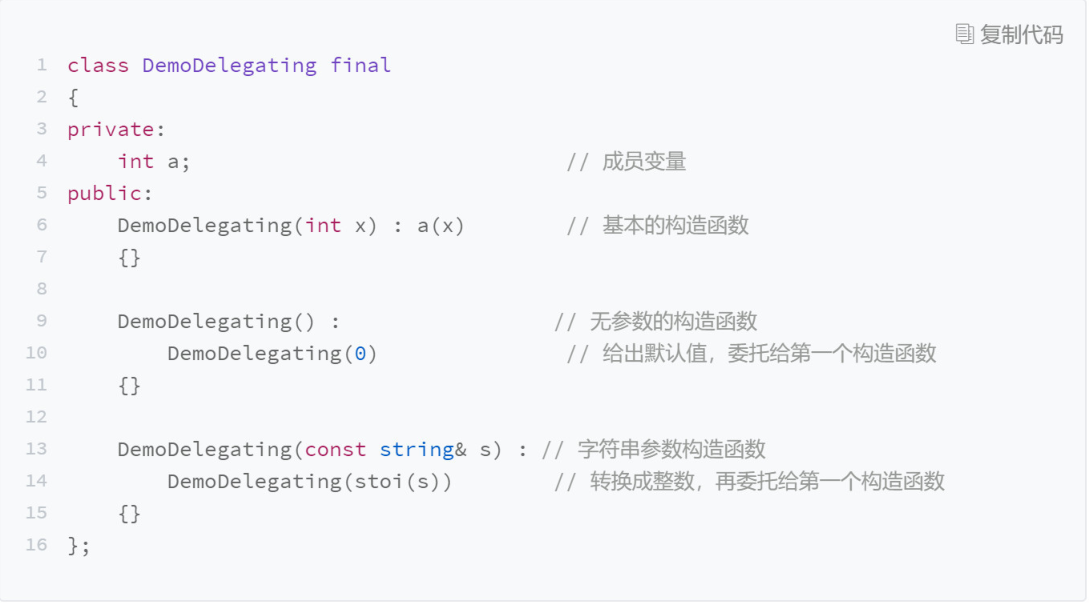 复制代码
1 class DemoDelegating final
2 {
3 private:
4     int a;                              // 成员变量
5 public:
6     DemoDelegating(int x) : a(x)        // 基本的构造函数
7     {}
8
9     DemoDelegating() :                 // 无参数的构造函数
10         DemoDelegating(0)               // 给出默认值，委托给第一个构造函数
11     {}
12
13     DemoDelegating(const string& s) : // 字符串参数构造函数
14         DemoDelegating(stoi(s))        // 转换成整数，再委托给第一个构造函数
15     {}
16 };